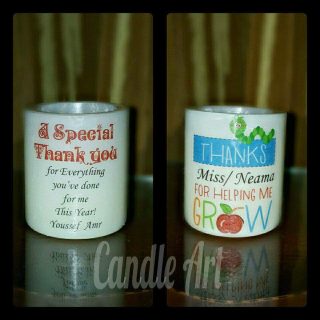 A Special
Thank you
for Everything
you've done
for me
This Year!
Youssef Amr
THANKS
Miss/ Neama
FOR HELPING ME
GROW
Candle Art